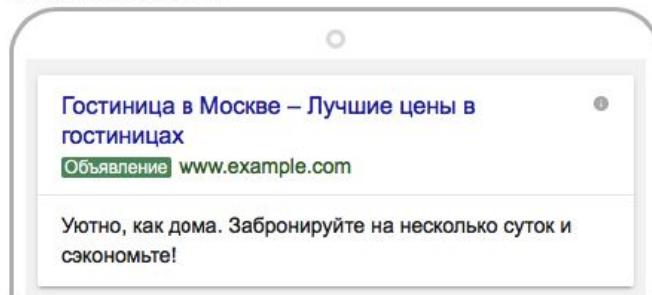 Гостиница в Москве – Лучшие цены в
гостиницах
Объявление www.example.com
Уютно, как дома. Забронируйте на несколько суток и
сэкономьте!